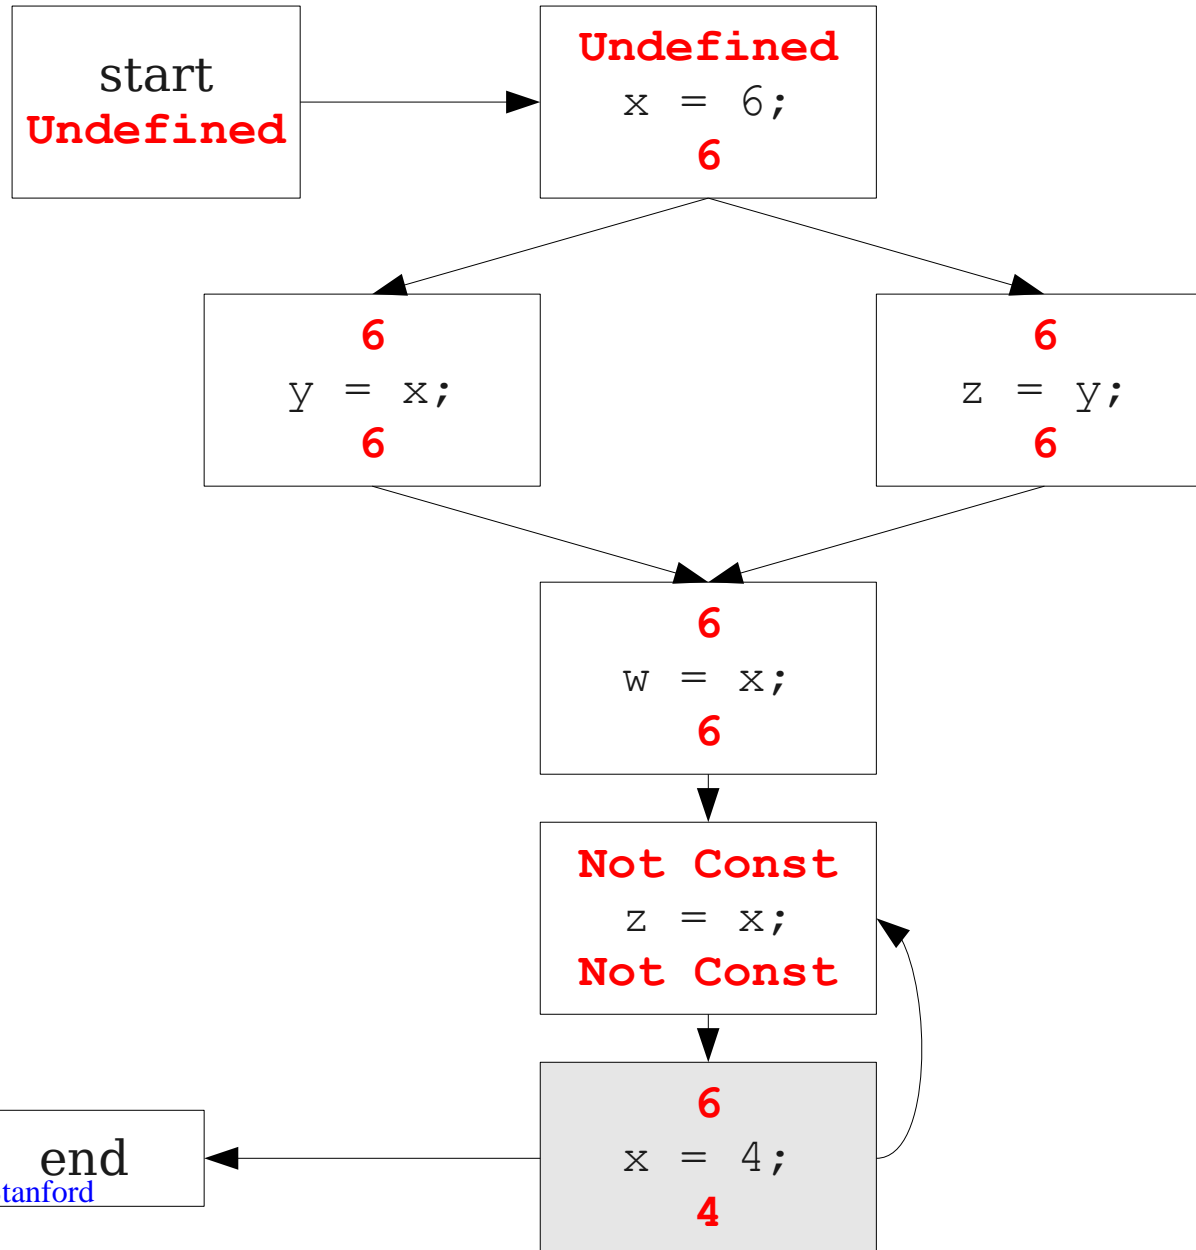 start
Undefined
Undefined
x = 6;
6
6
y = x;
6
6
z = y;
6
6
w = x;
6
Not Const
z = x;
Not Const
6
x = 4;
4
end
tanford